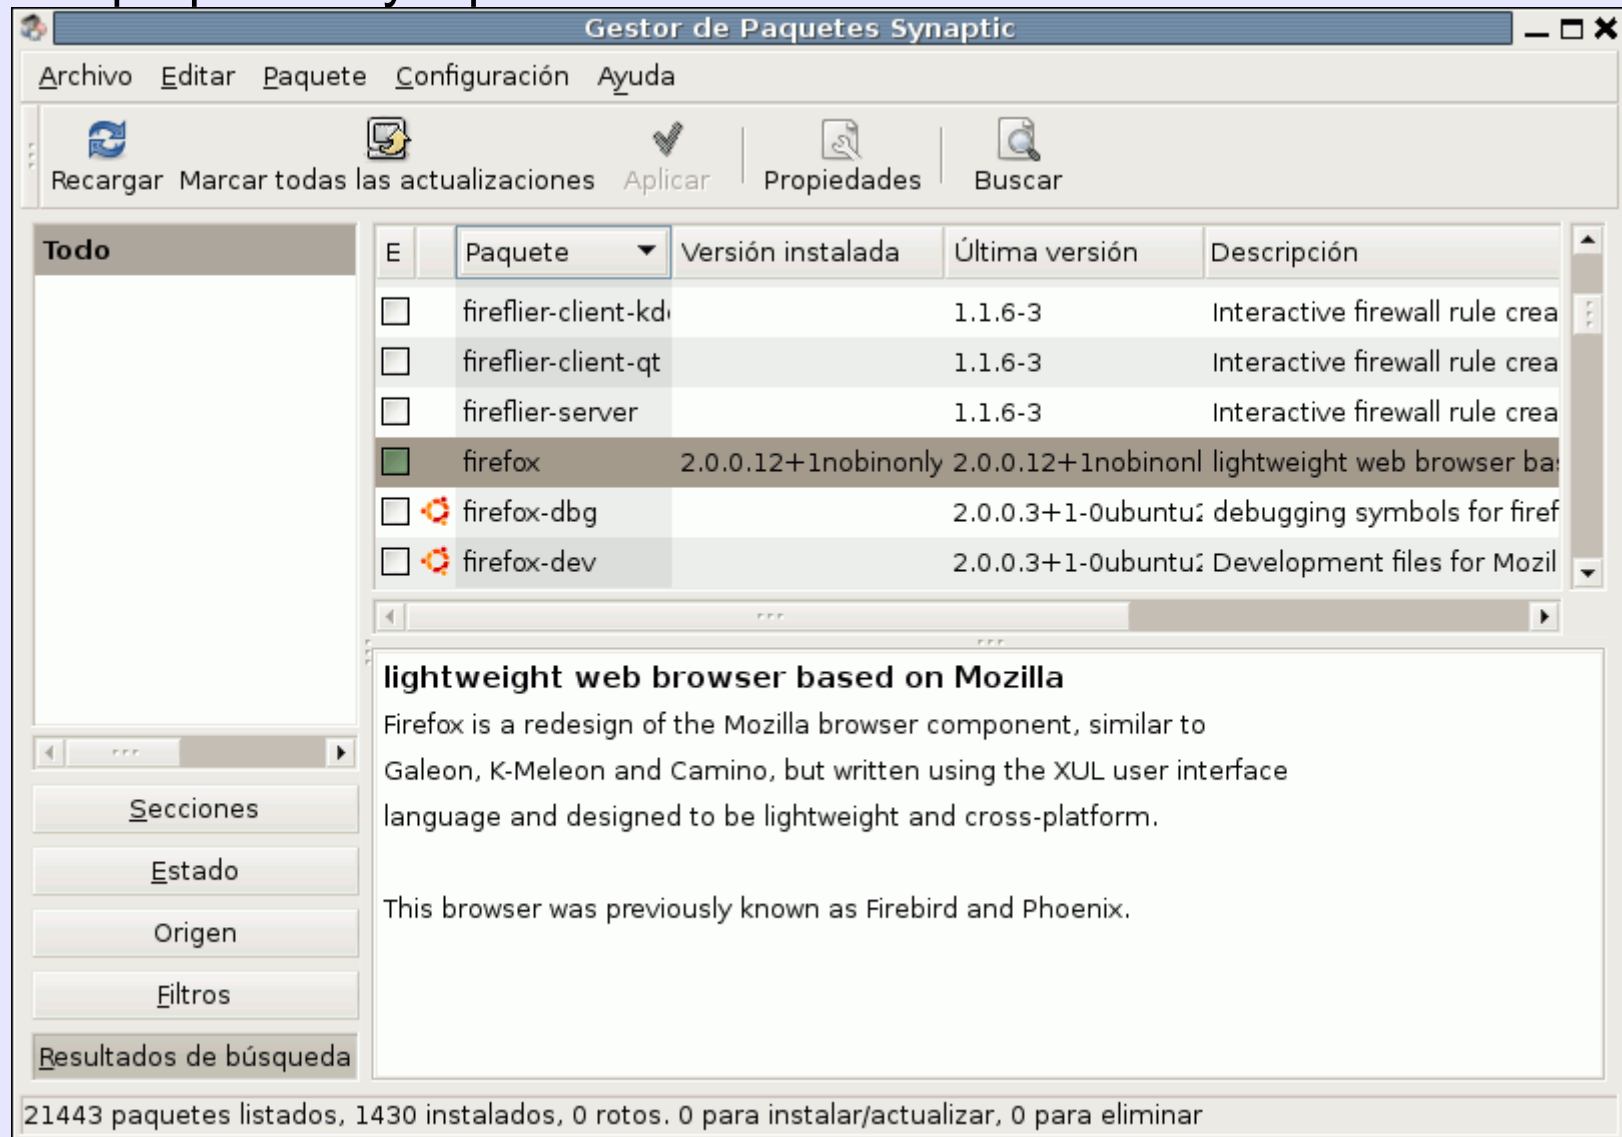 Gestor de Paquetes Synaptic
Archivo Editar Paquete Configuración Ayuda
Recargar Marcar todas las actualizaciones Aplicar Propiedades Buscar
Todo
E Paquete Versión instalada Última versión Descripción
fireflier-client-kd 1.1.6-3 Interactive firewall rule crea
fireflier-client-qt 1.1.6-3 Interactive firewall rule crea
fireflier-server 1.1.6-3 Interactive firewall rule crea
firefox 2.0.0.12+1nobinonly 2.0.0.12+1nobinonl lightweight web browser ba
firefox-dbg 2.0.0.3+1-0ubuntu2 debugging symbols for firef
firefox-dev 2.0.0.3+1-0ubuntu2 Development files for Mozil
lightweight web browser based on Mozilla
Firefox is a redesign of the Mozilla browser component, similar to
Galeon, K-Meleon and Camino, but written using the XUL user interface
language and designed to be lightweight and cross-platform.
This browser was previously known as Firebird and Phoenix.
Secciones
Estado
Origen
Filtros
Resultados de búsqueda
21443 paquetes listados, 1430 instalados, 0 rotos. 0 para instalar/actualizar, 0 para eliminar